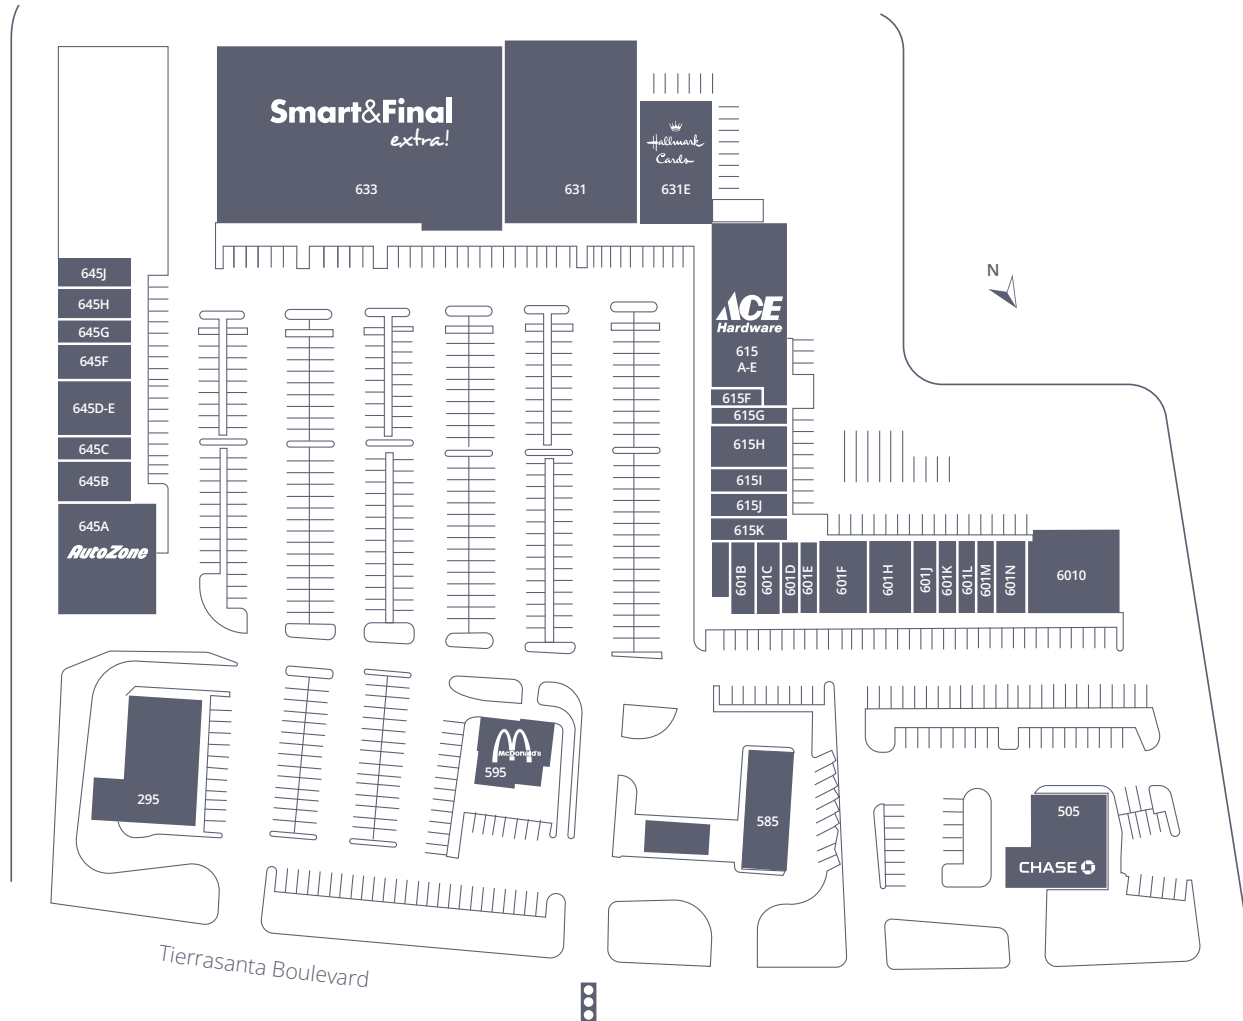 Smart&Final
extra!
633
631
Hallmark
Cards
631E
645J
645H
645G
645F
645D-E
645C
645B
645A
AutoZone
ACE
Hardware
615
A-E
615F
615G
615H
615I
615J
615K
N
601B
601C
601D
601E
601F
601H
601J
601K
601L
601M
601N
6010
295
McDonald's
595
585
505
CHASE
Tierrasanta Boulevard